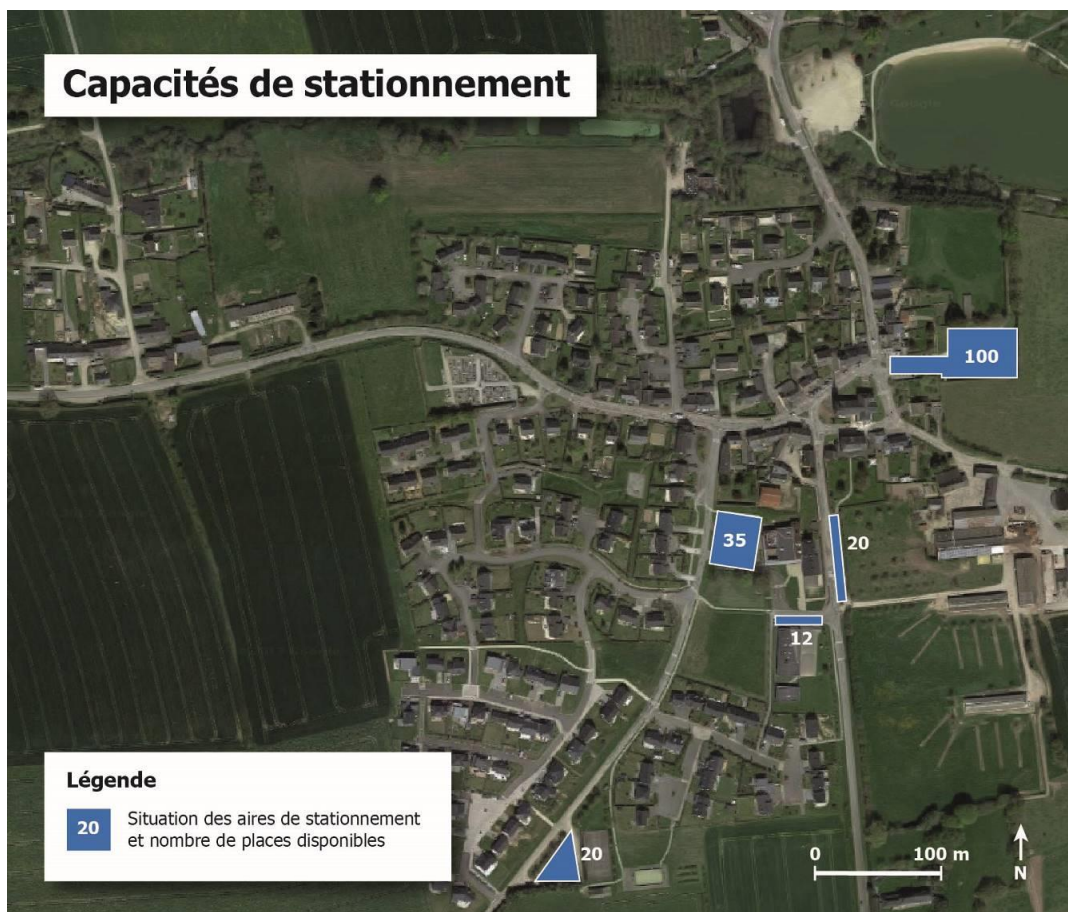 Capacités de stationnement
100
35
20
12
20
Légende
20
Situation des aires de stationnement
et nombre de places disponibles
0 100 m
N